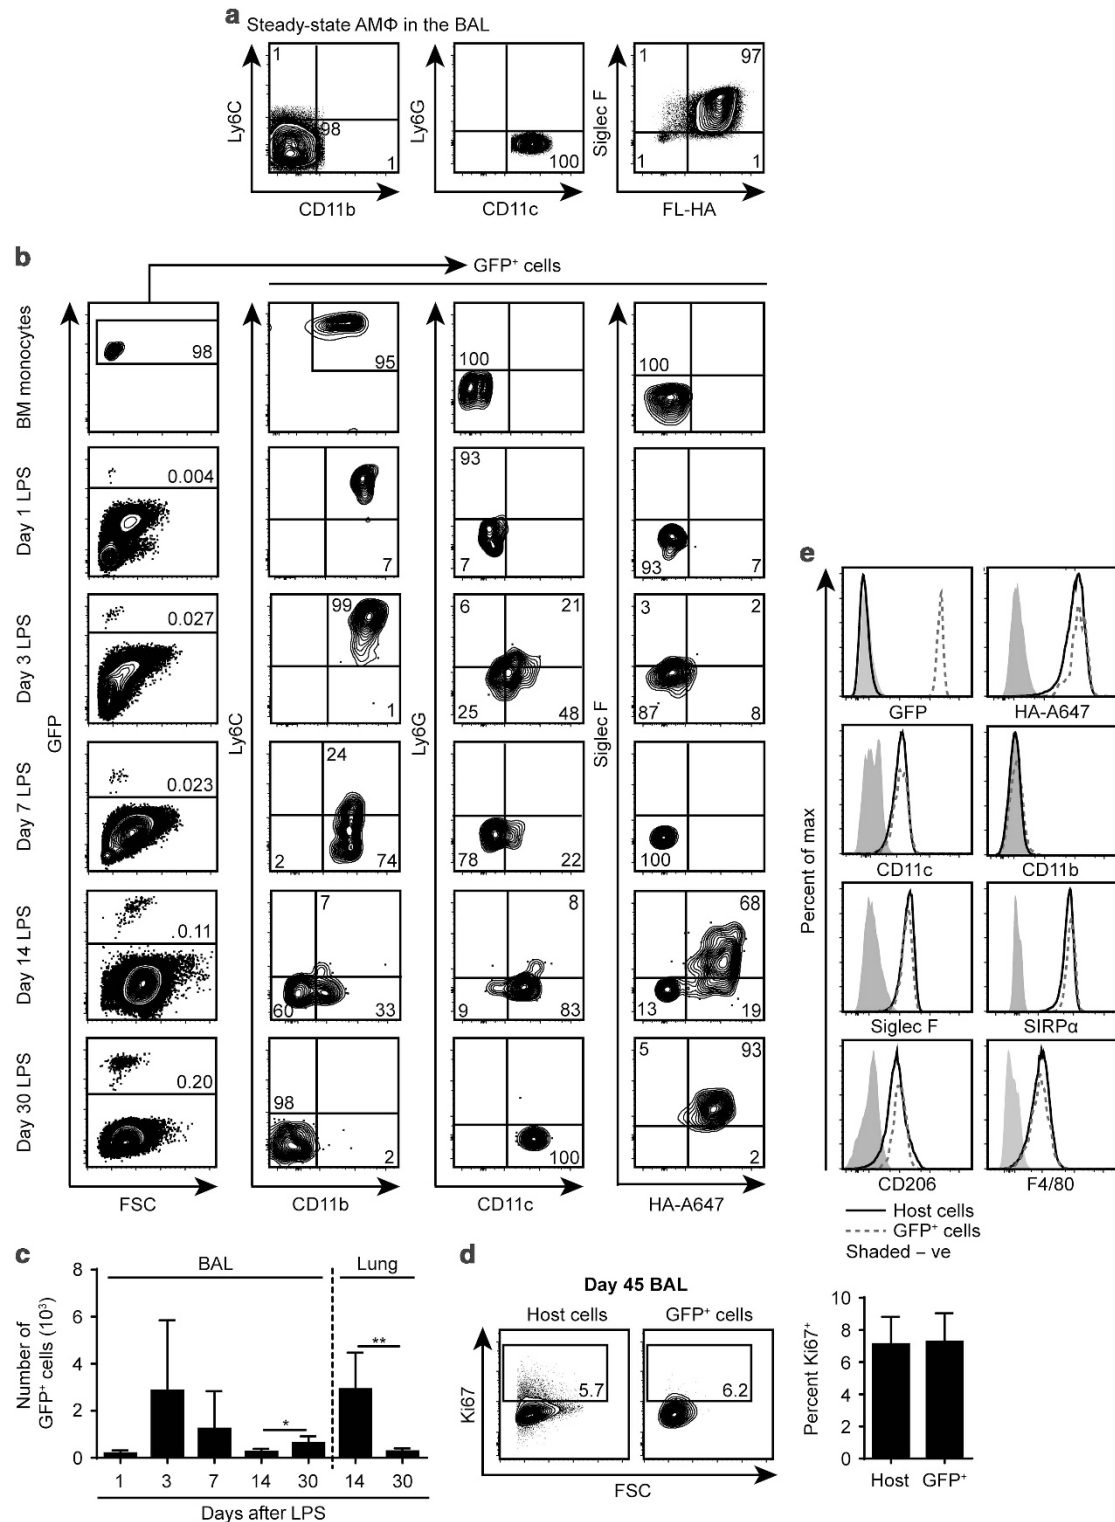 a Steady-state AMΦ in the BAL
1
98
1
Ly6C
CD11b
100
Ly6G
CD11c
1 97
1 1
Siglec F
FL-HA
b
GFP⁺ cells
BM monocytes
98
95
100
100
Day 1 LPS
0.004
7
93
7
93 7
Day 3 LPS
0.027
99
1
6 21
25 48
3 2
87 8
GFP
Ly6C
Ly6G
Siglec F
Day 7 LPS
0.023
24
2 74
78 22
100
Day 14 LPS
0.11
7
60 33
8
9 83
68
13 19
Day 30 LPS
0.20
98
2
100
5 93
2
FSC
CD11b
CD11c
HA-A647
e
Percent of max
GFP
HA-A647
CD11c
CD11b
Siglec F
SIRPα
CD206
F4/80
Host cells
GFP⁺ cells
Shaded – ve
c
BAL Lung
Number of
GFP⁺ cells (10³)
8
6
4
2
0
*
**
1 3 7 14 30 14 30
Days after LPS
d
Day 45 BAL
Host cells GFP⁺ cells
5.7
6.2
Ki67
FSC
Percent Ki67⁺
10
8
6
4
2
0
Host GFP⁺